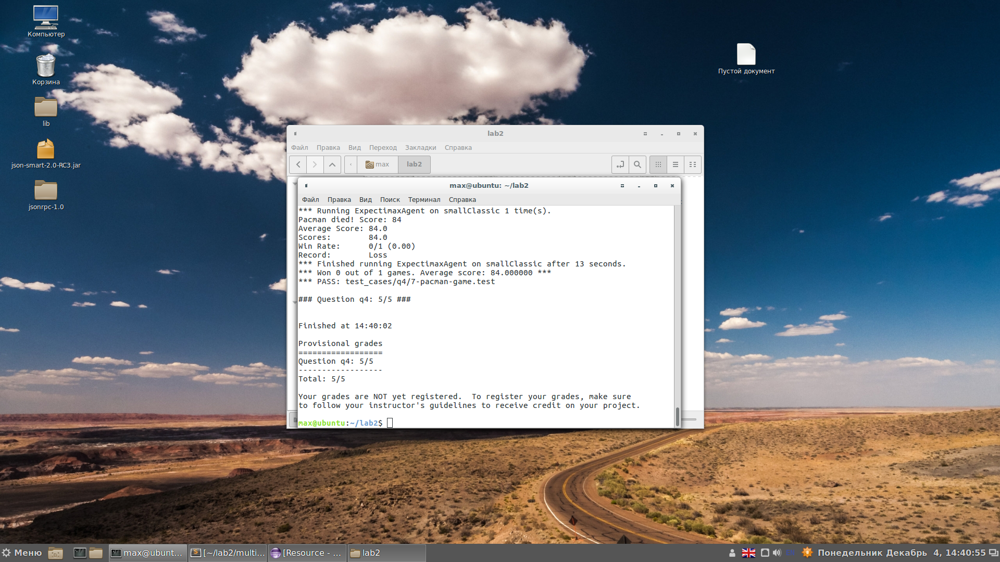 Компьютер
Корзина
lib
json-smart-2.0-RC3.jar
jsonrpc-1.0
Пустой документ
lab2
Файл Правка Вид Переход Закладки Справка
max lab2
max@ubuntu: ~/lab2
Файл Правка Вид Поиск Терминал Справка
*** Running ExpectimaxAgent on smallClassic 1 time(s).
Pacman died! Score: 84
Average Score: 84.0
Scores:        84.0
Win Rate:      0/1 (0.00)
Record:        Loss
*** Finished running ExpectimaxAgent on smallClassic after 13 seconds.
*** Won 0 out of 1 games. Average score: 84.000000 ***
*** PASS: test_cases/q4/7-pacman-game.test
### Question q4: 5/5 ###
Finished at 14:40:02
Provisional grades
==================
Question q4: 5/5
------------------
Total: 5/5
Your grades are NOT yet registered.  To register your grades, make sure
to follow your instructor's guidelines to receive credit on your project.
max@ubuntu:~/lab2$
Меню max@ubunt... [~/lab2/multi... [Resource - ... lab2 Понедельник Декабрь  4, 14:40:55